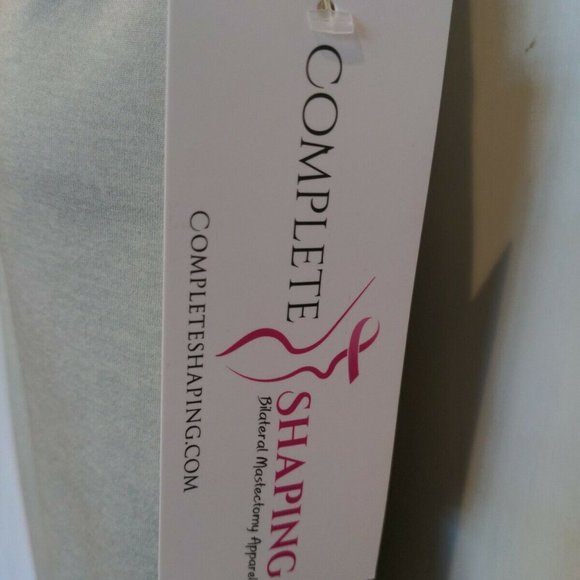 COMPLETE
SHAPING
Bilateral Mastectomy Apparel
COMPLETESHAPING.COM